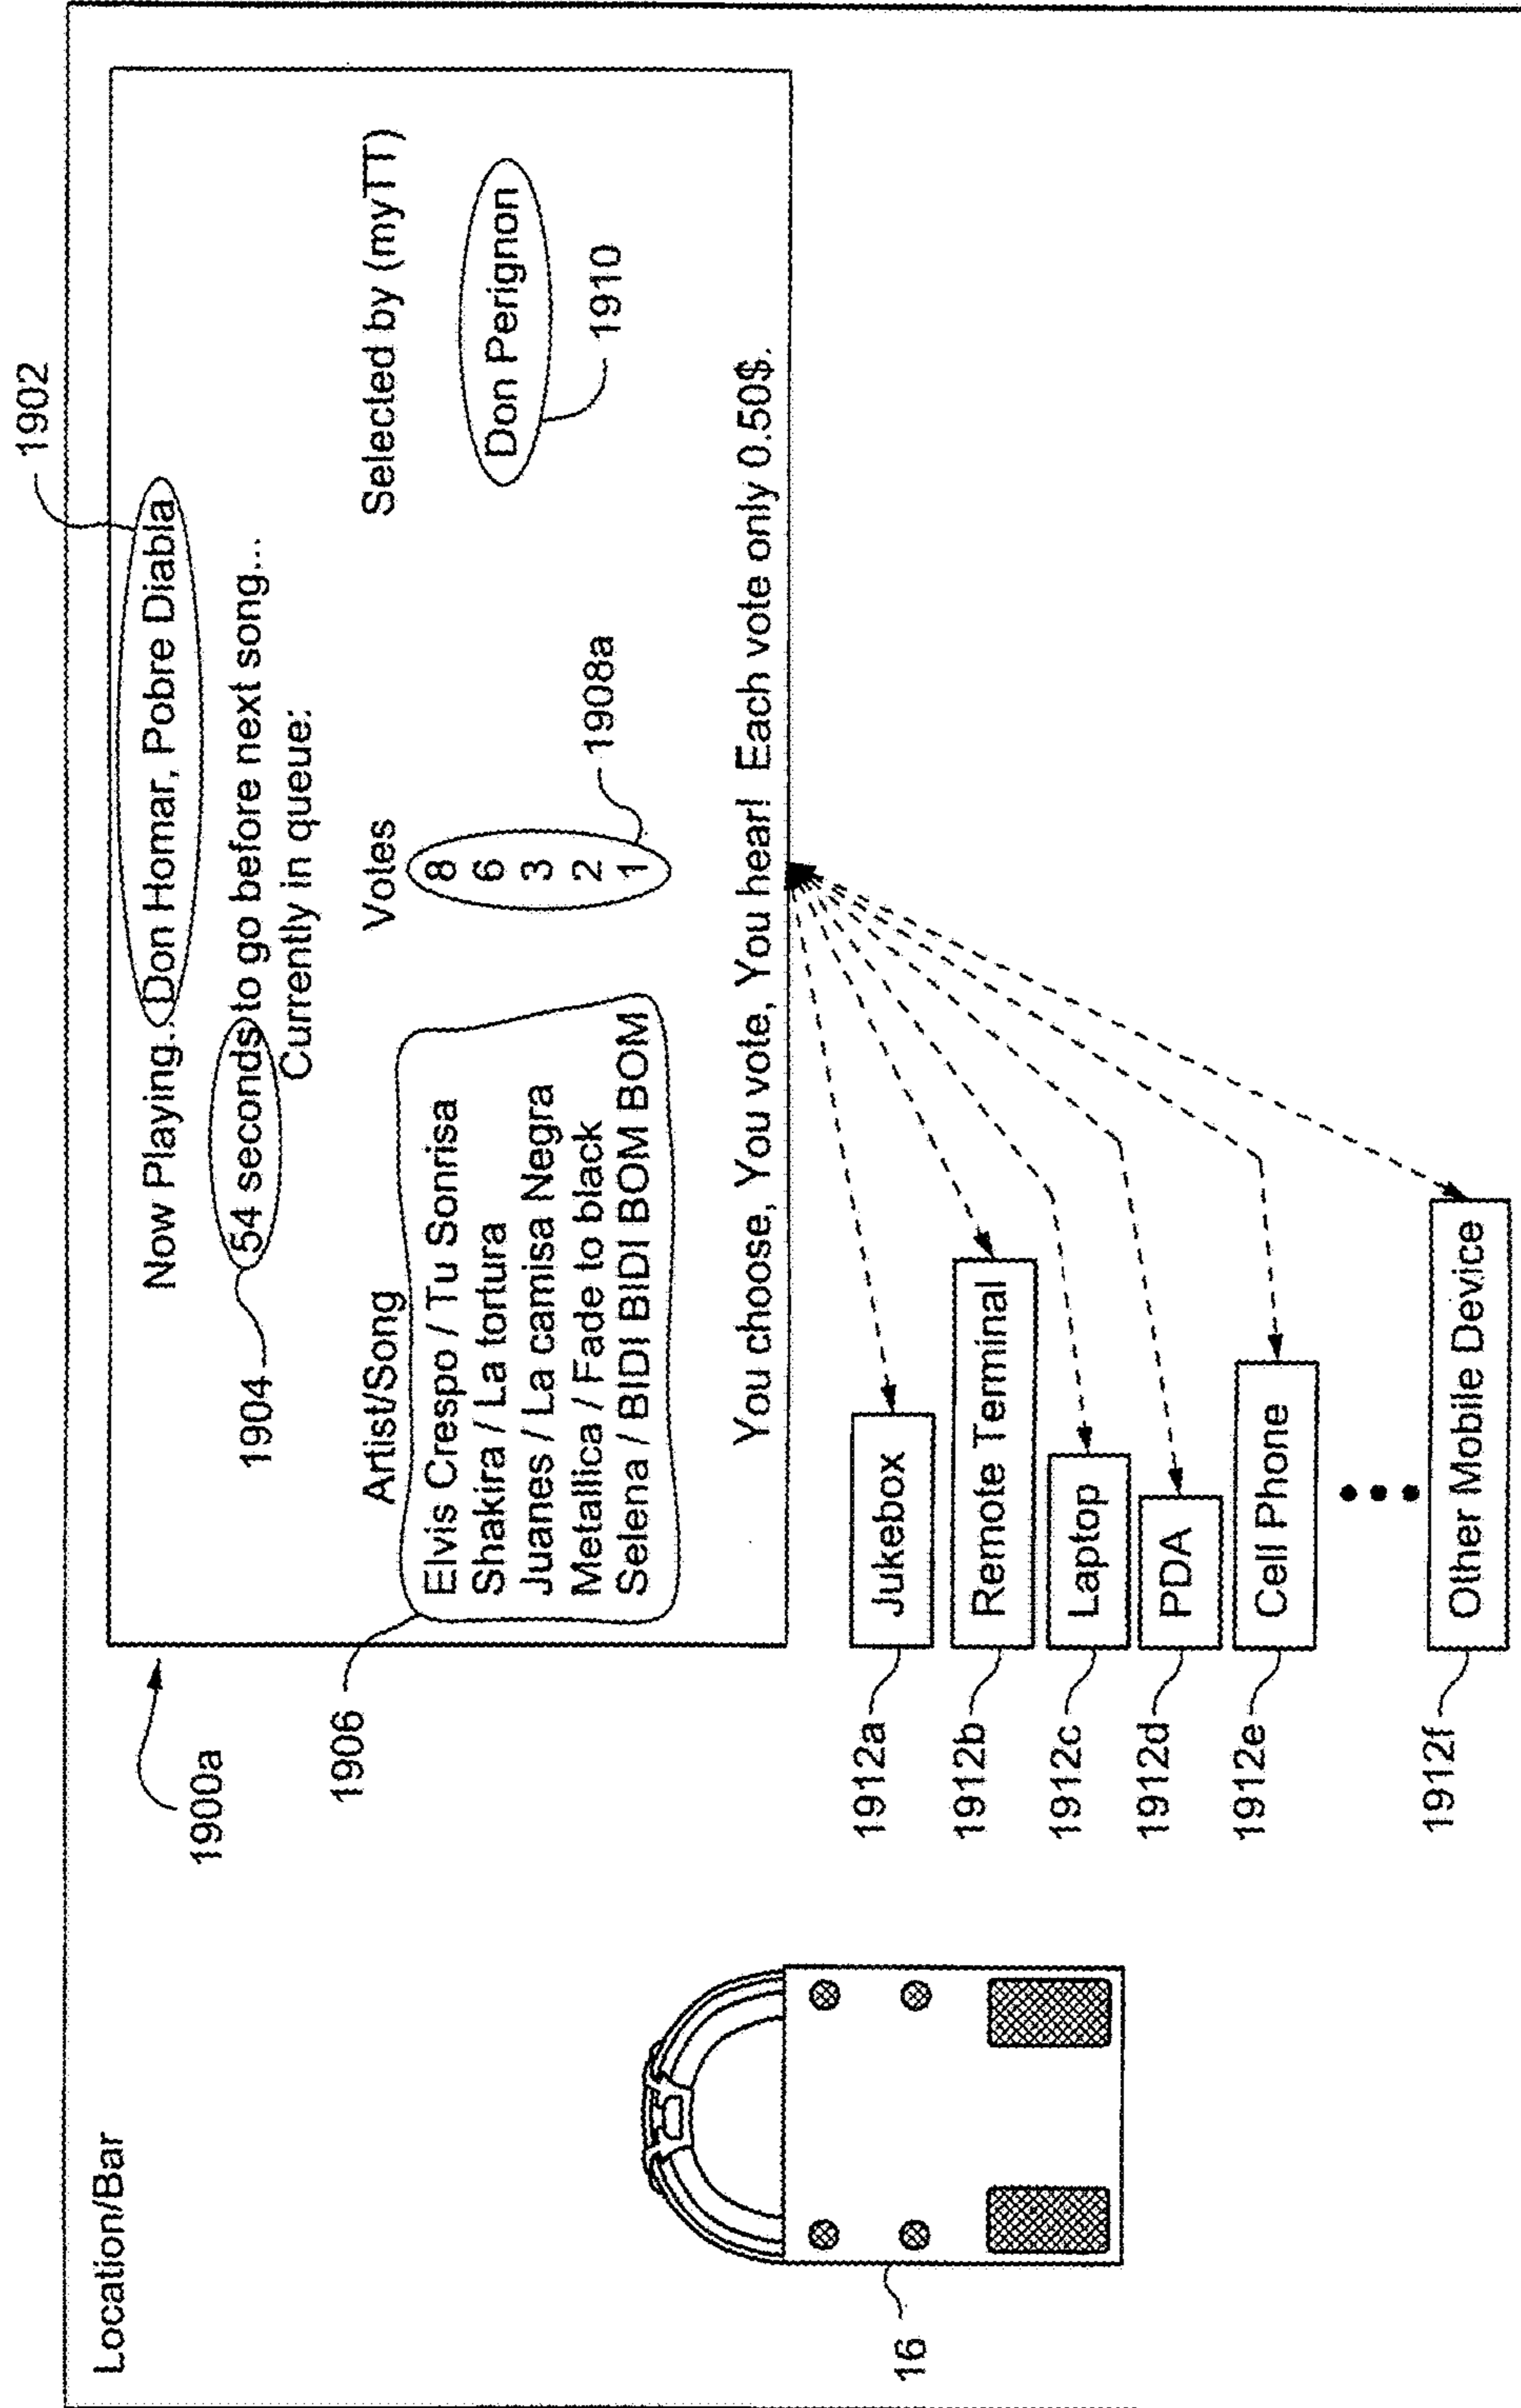 Location/Bar
1900a
1902
Now Playing...Don Homar, Pobre Diabla
54 seconds to go before next song...
1904
Currently in queue:
Artist/Song Votes Selected by (myTT)
1906
Elvis Crespo / Tu Sonrisa 8
Shakira / La tortura 6 Don Perignon
Juanes / La camisa Negra 3
Metallica / Fade to black 2
Selena / BIDI BIDI BOM BOM 1
1908a
1910
You choose, You vote, You hear! Each vote only 0.50$.
16
1912a Jukebox
1912b Remote Terminal
1912c Laptop
1912d PDA
1912e Cell Phone
1912f Other Mobile Device